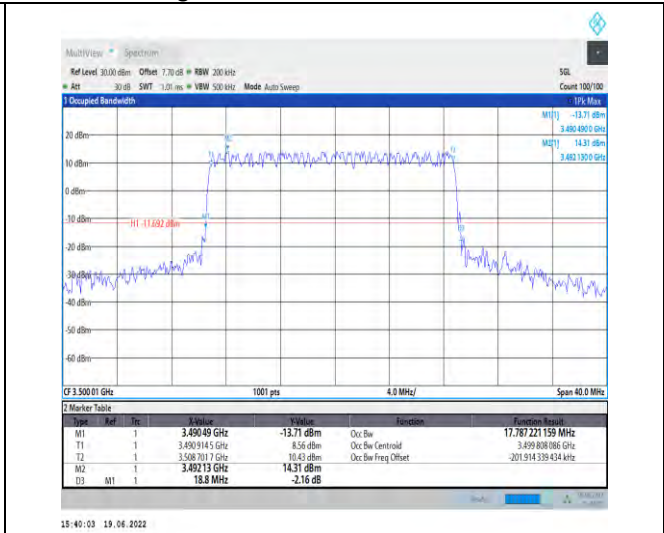 MultiView Spectrum
Ref Level 30.00 dBm Offset 7.70 dB RBW 200 kHz SGL
Att 30 dB SWT 1.01 ms VBW 500 kHz Mode Auto Sweep Count 100/100
1 Occupied Bandwidth 1Pk Max
M1[1] -13.71 dBm
3.490 490 0 GHz
M2[1] 14.31 dBm
3.492 130 0 GHz
20 dBm
M2
T1 T2
10 dBm
0 dBm
-10 dBm
M1
H1 -11.692 dBm
D3
-20 dBm
-30 dBm
-40 dBm
-50 dBm
-60 dBm
CF 3.500 01 GHz 1001 pts 4.0 MHz/ Span 40.0 MHz
2 Marker Table
Type Ref Trc X-Value Y-Value Function Function Result
M1 1 3.490 49 GHz -13.71 dBm Occ Bw 17.787 221 159 MHz
T1 1 3.490 914 5 GHz 8.56 dBm Occ Bw Centroid 3.499 808 086 GHz
T2 1 3.508 701 7 GHz 10.43 dBm Occ Bw Freq Offset -201.914 339 434 kHz
M2 1 3.492 13 GHz 14.31 dBm
D3 M1 1 18.8 MHz -2.16 dB
15:40:03 19.06.2022